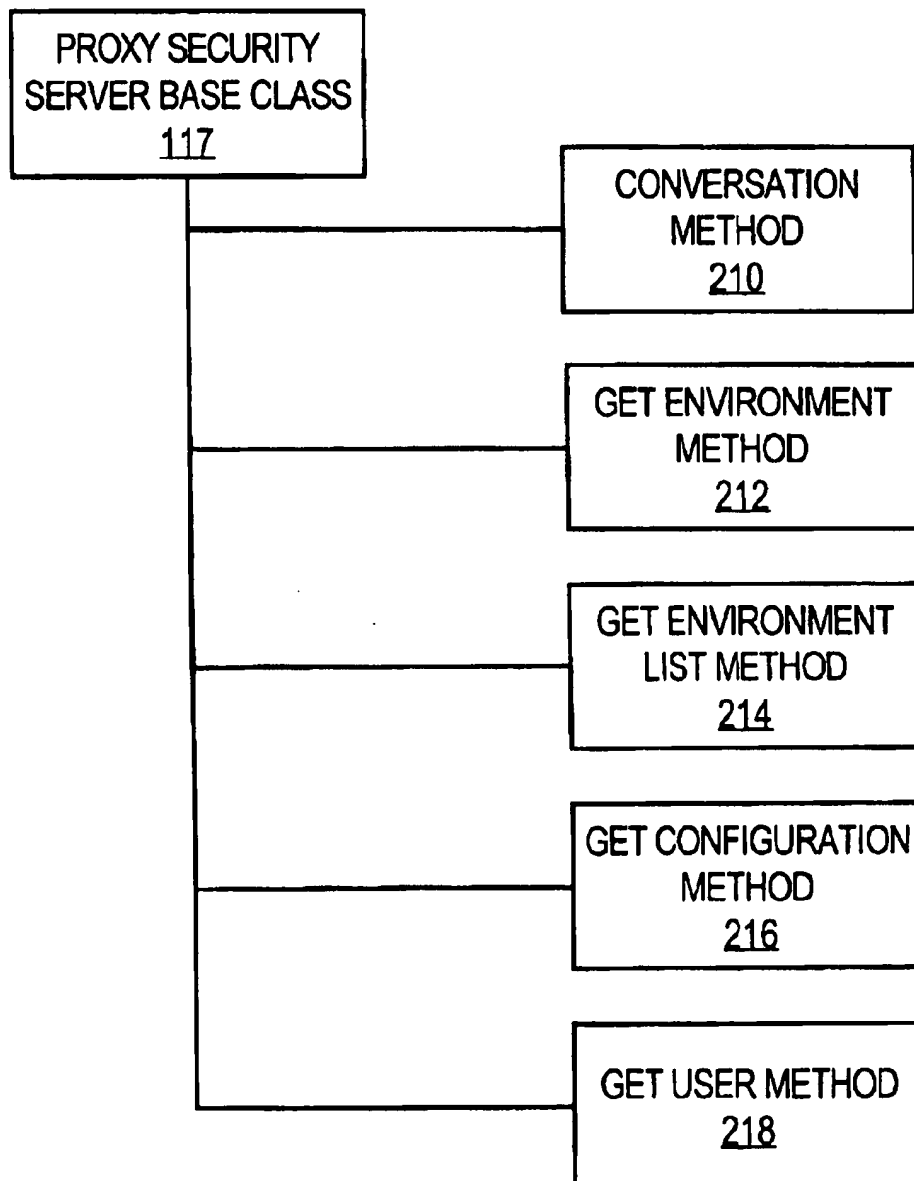 PROXY SECURITY
SERVER BASE CLASS
117
CONVERSATION
METHOD
210
GET ENVIRONMENT
METHOD
212
GET ENVIRONMENT
LIST METHOD
214
GET CONFIGURATION
METHOD
216
GET USER METHOD
218